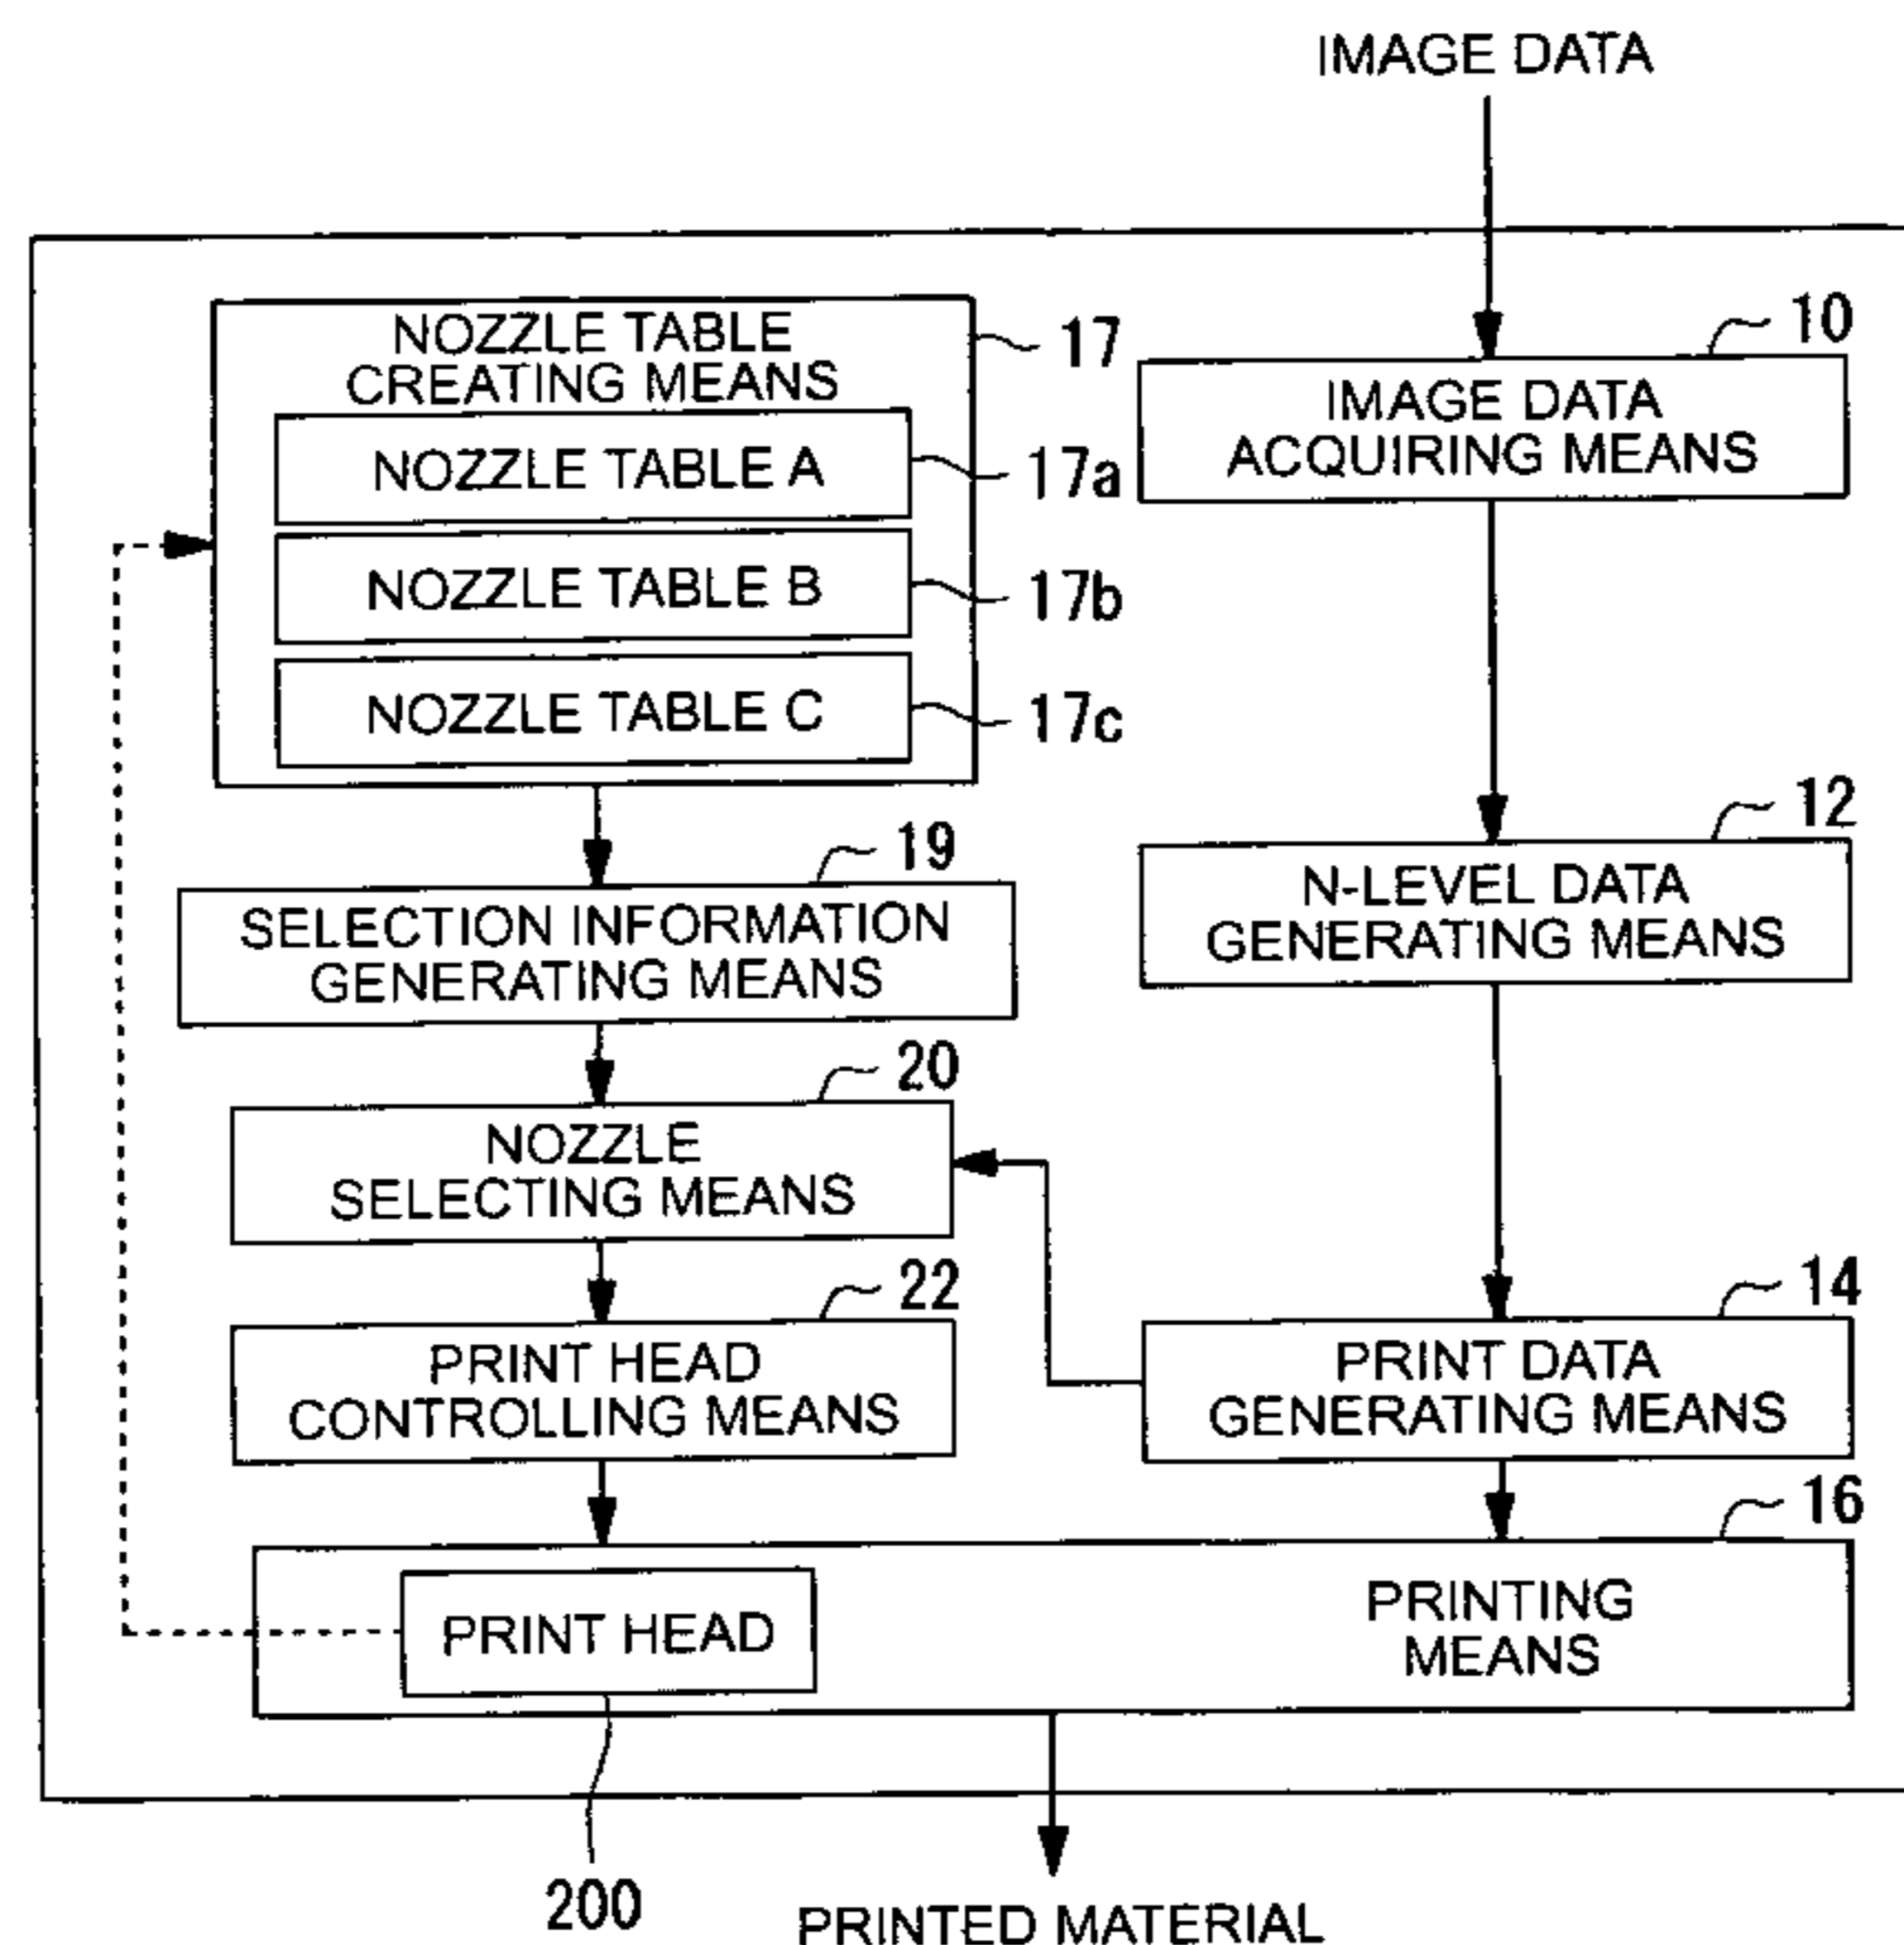 IMAGE DATA
10
IMAGE DATA
ACQUIRING MEANS
NOZZLE TABLE
CREATING MEANS
17
NOZZLE TABLE A
17a
NOZZLE TABLE B
17b
NOZZLE TABLE C
17c
12
N-LEVEL DATA
GENERATING MEANS
19
SELECTION INFORMATION
GENERATING MEANS
20
NOZZLE
SELECTING MEANS
22
PRINT HEAD
CONTROLLING MEANS
14
PRINT DATA
GENERATING MEANS
16
PRINTING
MEANS
PRINT HEAD
200
PRINTED MATERIAL